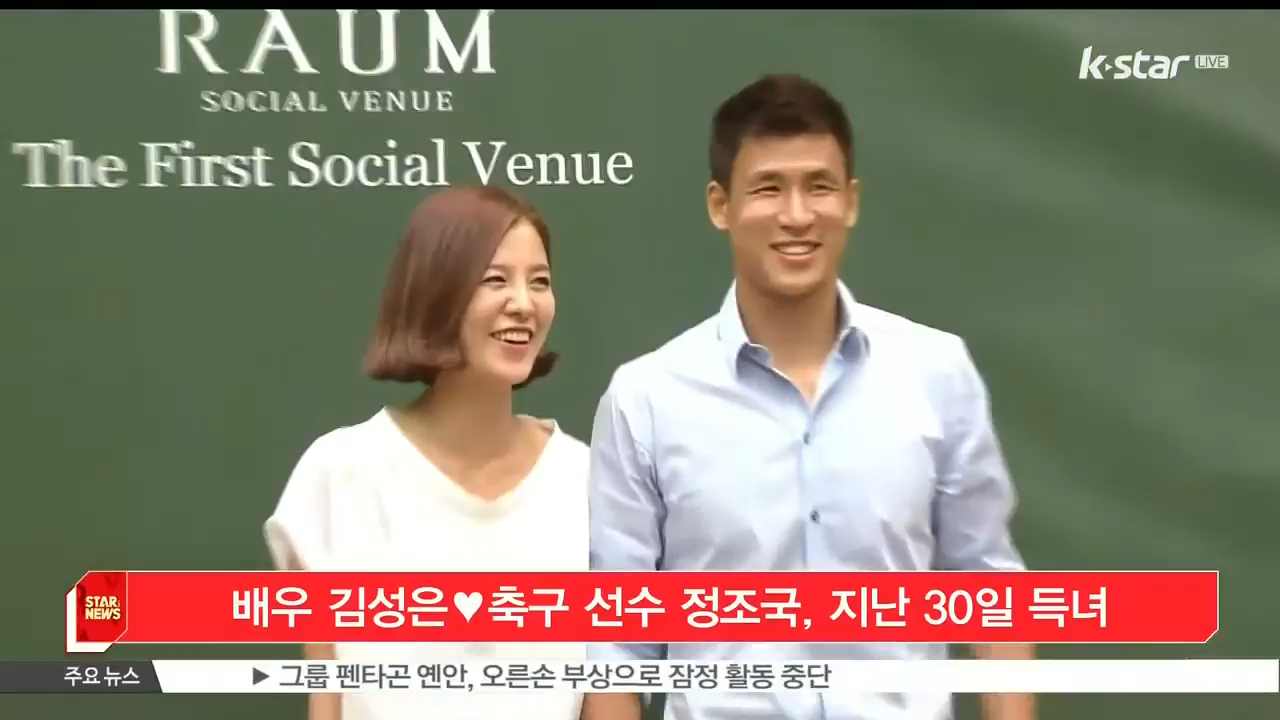 RAUM
SOCIAL VENUE
The First Social Venue
k·star LIVE
STAR NEWS
배우 김성은♥축구 선수 정조국, 지난 30일 득녀
주요 뉴스
▶ 그룹 펜타곤 옌안, 오른손 부상으로 잠정 활동 중단